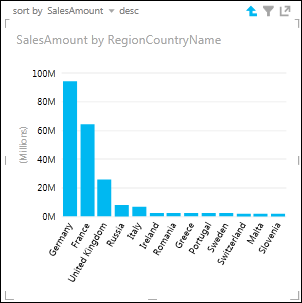 sort by SalesAmount desc
SalesAmount by RegionCountryName
(Millions)
100M
80M
60M
40M
20M
0M
Germany
France
United Kingdom
Russia
Italy
Ireland
Romania
Greece
Portugal
Sweden
Switzerland
Malta
Slovenia